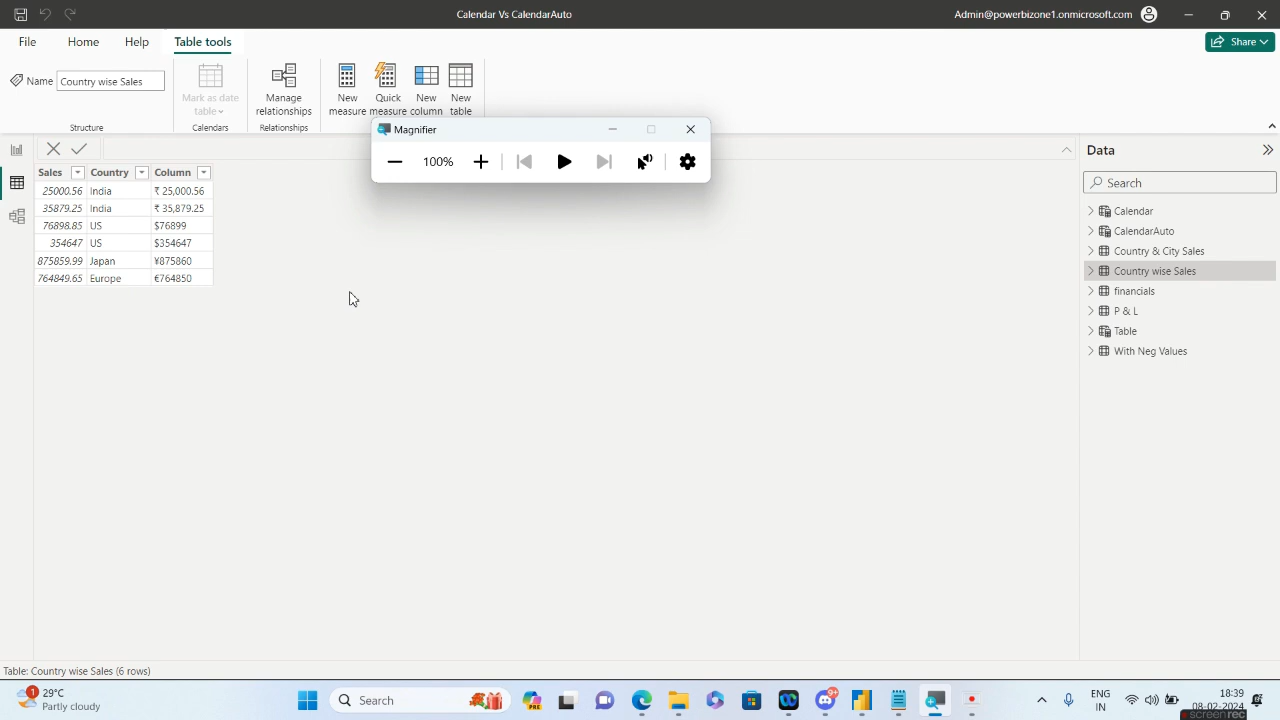 Calendar Vs CalendarAuto
Admin@powerbizone1.onmicrosoft.com
File Home Help Table tools
Share
Name Country wise Sales
Mark as date table
Manage relationships
New measure
Quick measure
New column
New table
Structure
Calendars
Relationships
Magnifier
100%
Sales Country Column
25000.56 India ₹ 25,000.56
35879.25 India ₹ 35,879.25
76898.85 US $76899
354647 US $354647
875859.99 Japan ¥875860
764849.65 Europe €764850
Data
Search
Calendar
CalendarAuto
Country & City Sales
Country wise Sales
financials
P & L
Table
With Neg Values
Table: Country wise Sales (6 rows)
1
29°C
Partly cloudy
Search
PRE
9+
ENG
IN
18:39
08-02-2024
screenrec